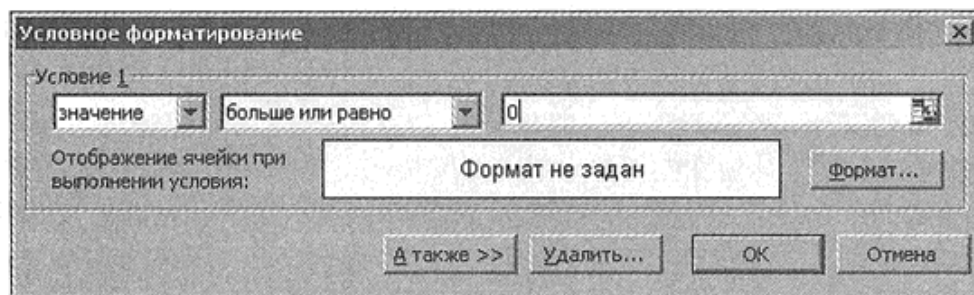 Условное форматирование
Условие 1
значение больше или равно 0
Отображение ячейки при
выполнении условия:
Формат не задан
Формат...
А также >> Удалить... ОК Отмена